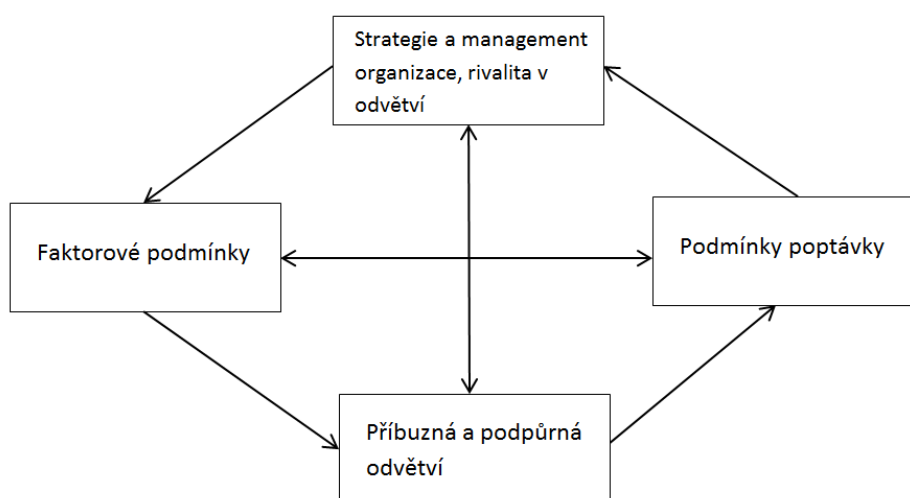 Strategie a management
organizace, rivalita v
odvětví
Faktorové podmínky
Podmínky poptávky
Příbuzná a podpůrná
odvětví